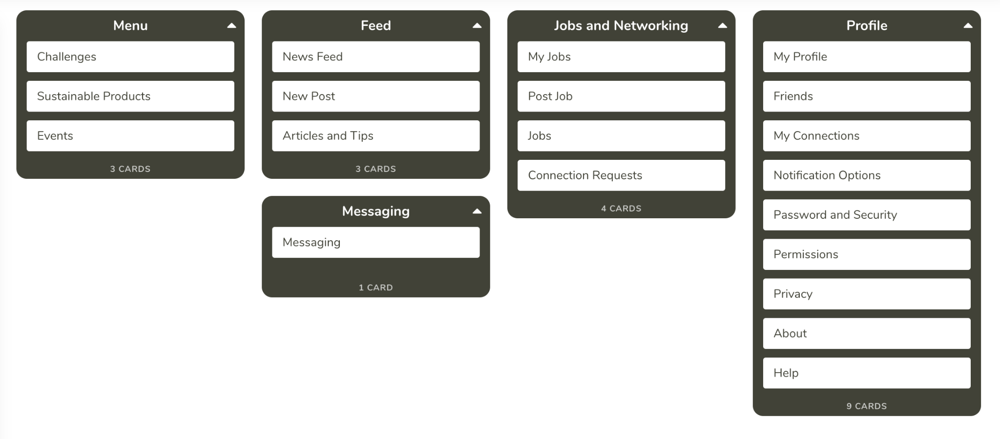 Menu
Challenges
Sustainable Products
Events
3 CARDS
Feed
News Feed
New Post
Articles and Tips
3 CARDS
Messaging
Messaging
1 CARD
Jobs and Networking
My Jobs
Post Job
Jobs
Connection Requests
4 CARDS
Profile
My Profile
Friends
My Connections
Notification Options
Password and Security
Permissions
Privacy
About
Help
9 CARDS